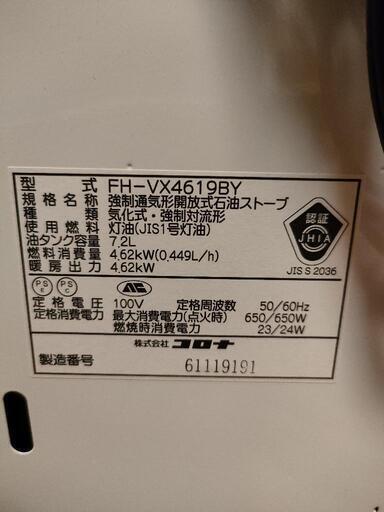 型式 FH-VX4619BY
規格名称 強制通気形開放式石油ストーブ
種類 気化式・強制対流形
使用燃料 灯油(JIS1号灯油)
油タンク容量 7.2L
燃料消費量 4.62kW(0.449L/h)
暖房出力 4.62kW
認証
JHIA
JIS S 2036
PS
E
PS
C
定格電圧 100V 定格周波数 50/60Hz
定格消費電力 最大消費電力(点火時) 650/650W
燃焼時消費電力 23/24W
株式会社 コロナ
製造番号 61119191